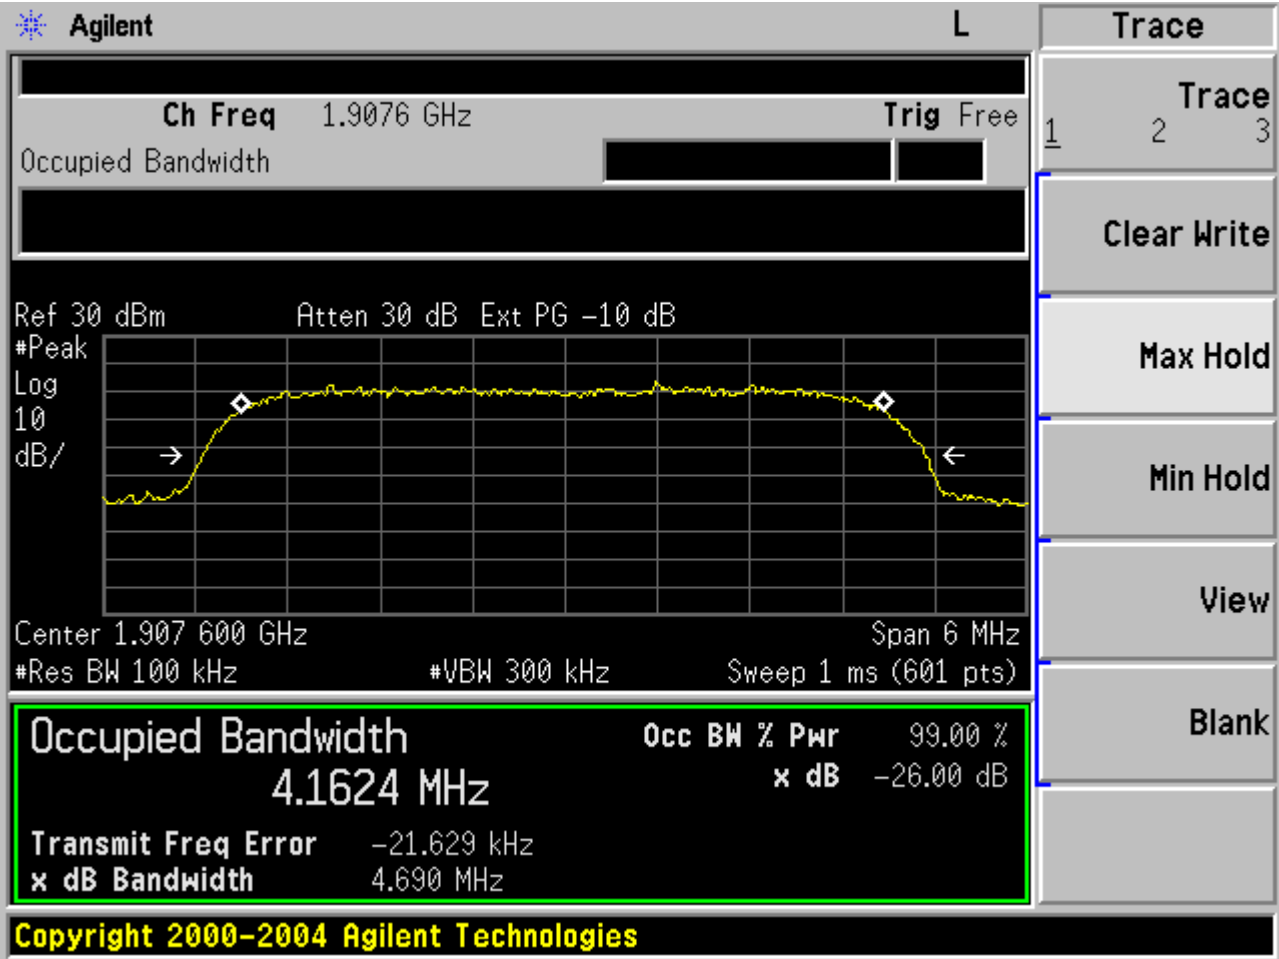 Agilent
L
Trace
Ch Freq 1.9076 GHz
Trig Free
Occupied Bandwidth
Trace
1 2 3
Clear Write
Max Hold
Min Hold
View
Blank
Ref 30 dBm
Atten 30 dB
Ext PG −10 dB
#Peak
Log
10
dB/
Center 1.907 600 GHz
Span 6 MHz
#Res BW 100 kHz
#VBW 300 kHz
Sweep 1 ms (601 pts)
Occupied Bandwidth
4.1624 MHz
Occ BW % Pwr 99.00 %
x dB −26.00 dB
Transmit Freq Error −21.629 kHz
x dB Bandwidth 4.690 MHz
Copyright 2000−2004 Agilent Technologies